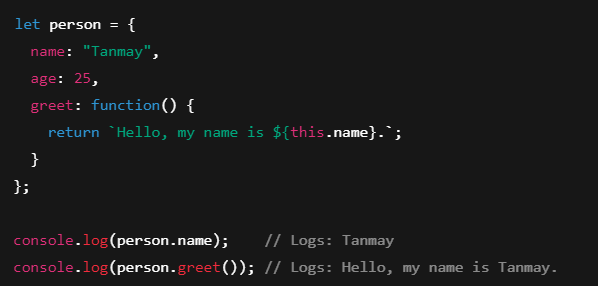 let person = {
  name: "Tanmay",
  age: 25,
  greet: function() {
    return `Hello, my name is ${this.name}.`;
  }
};

console.log(person.name);    // Logs: Tanmay
console.log(person.greet()); // Logs: Hello, my name is Tanmay.